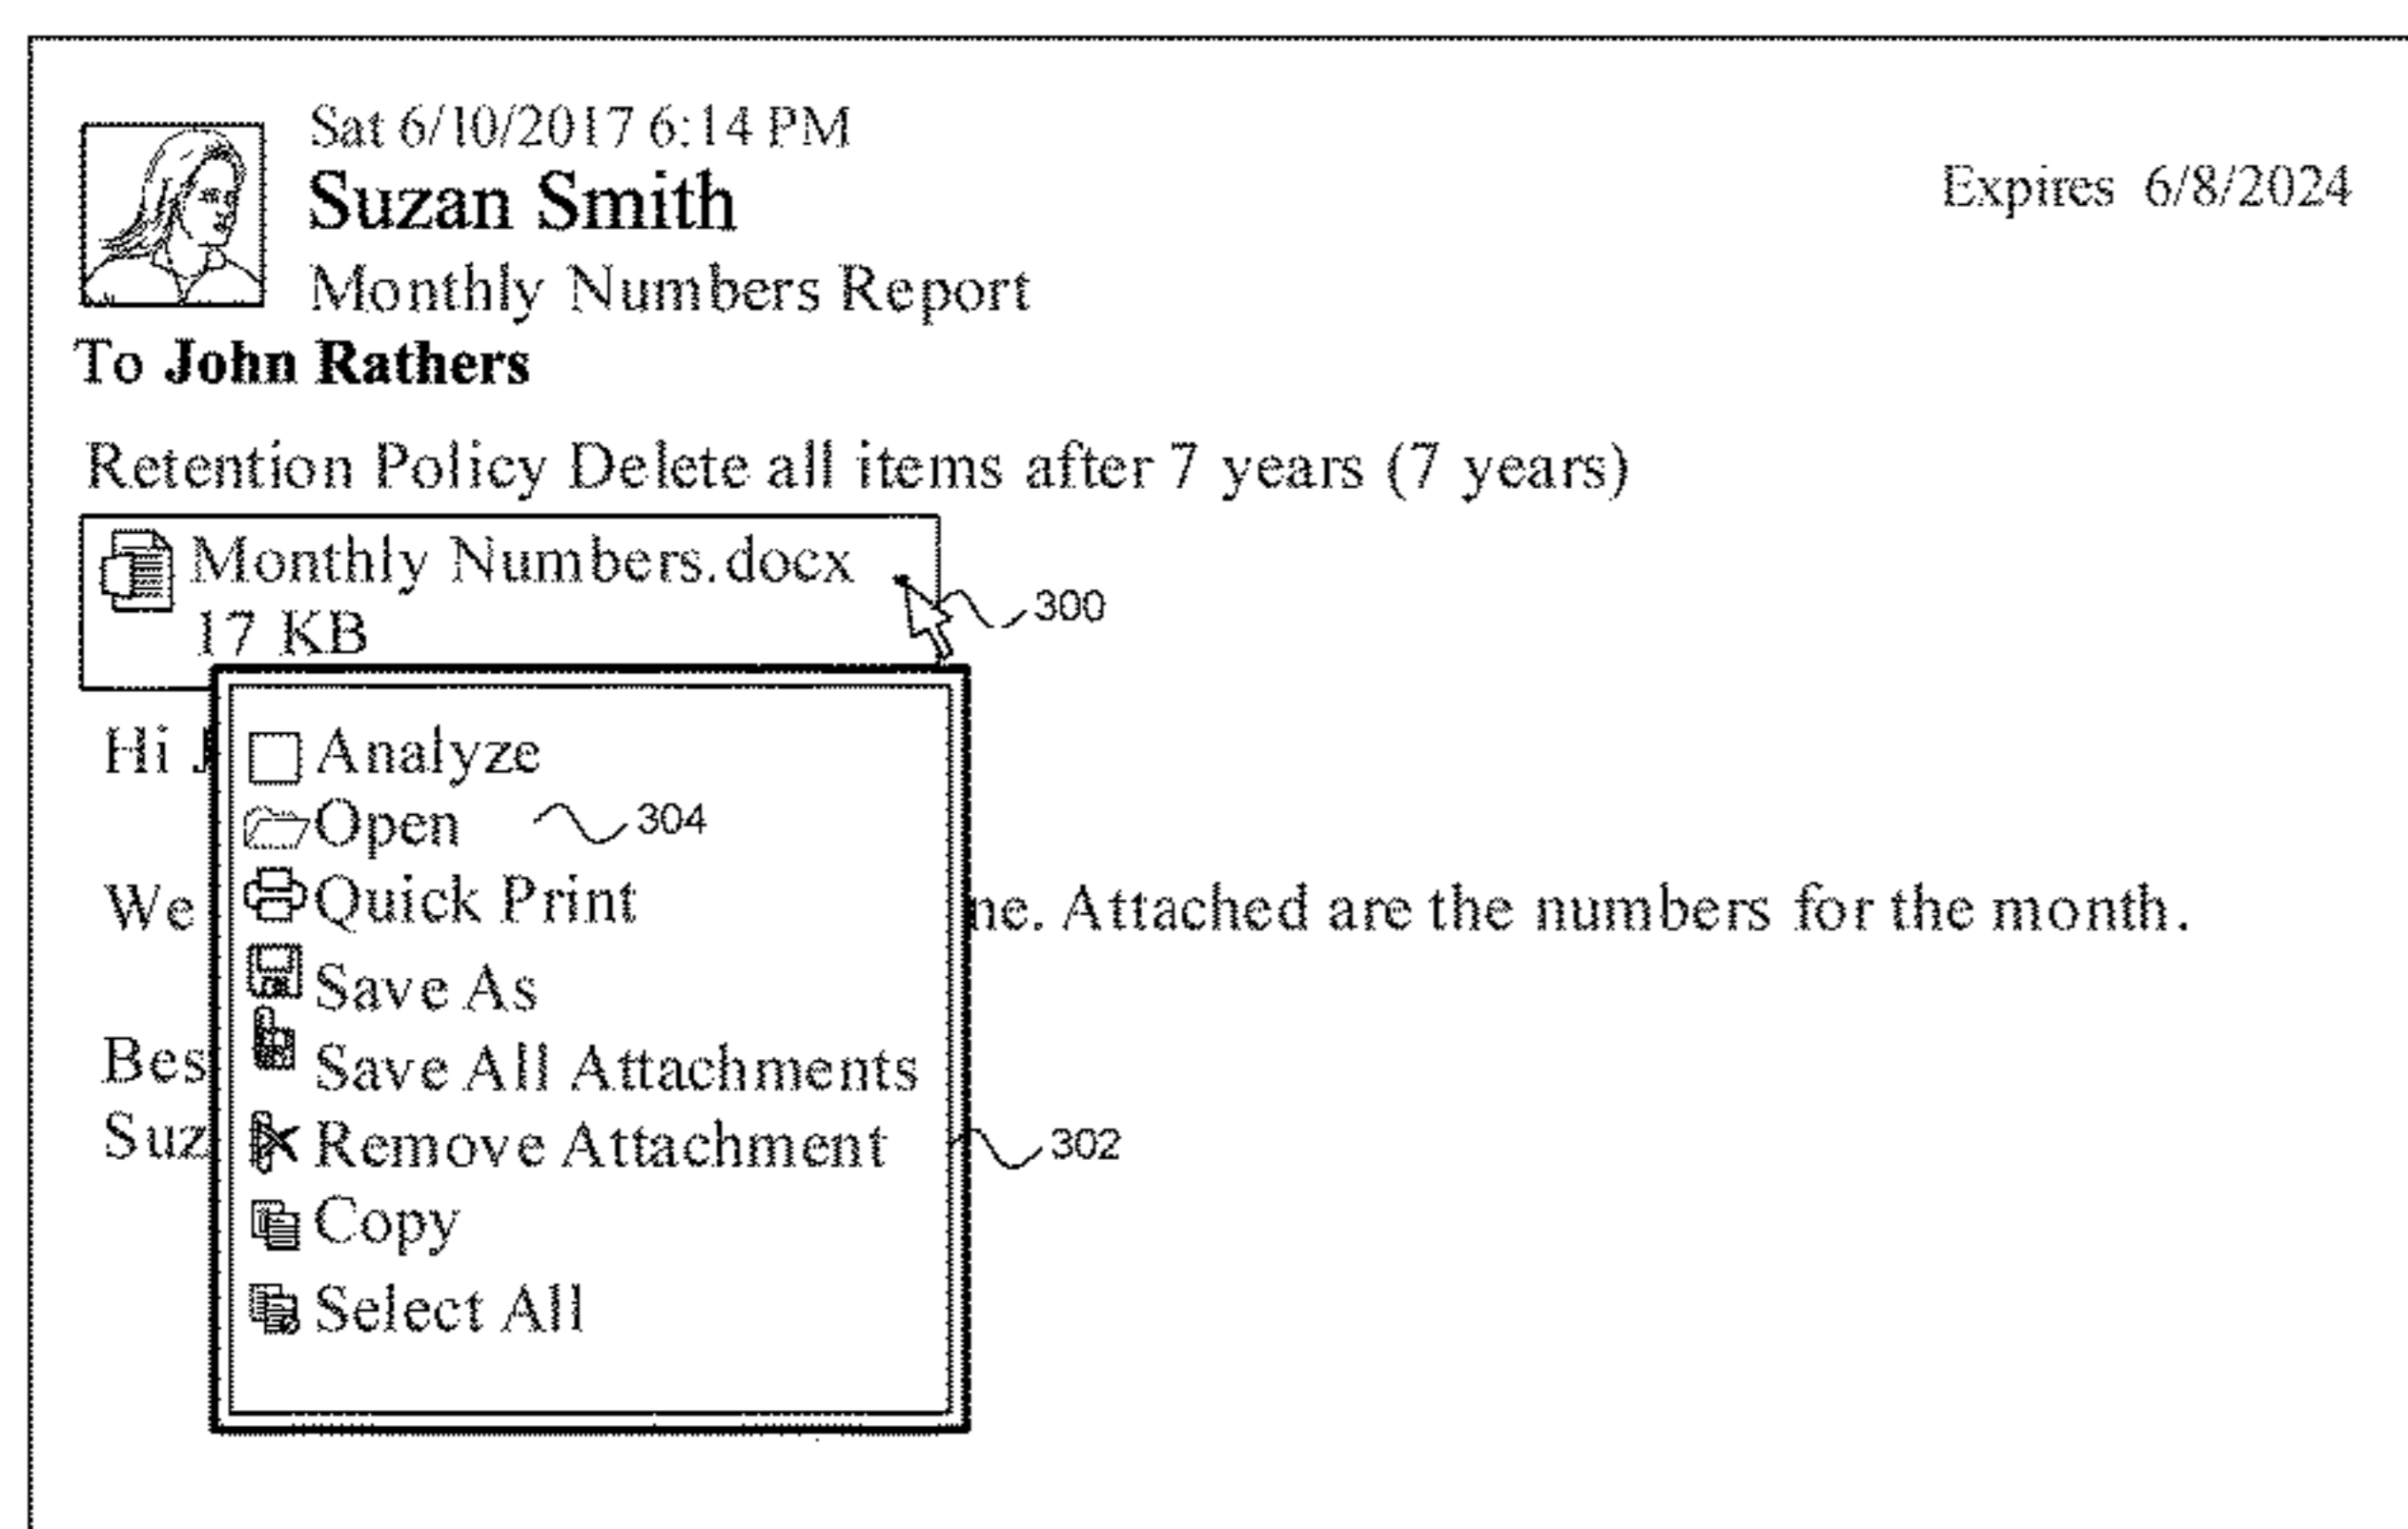 Sat 6/10/2017 6:14 PM
Suzan Smith
Expires 6/8/2024
Monthly Numbers Report
To John Rathers
Retention Policy Delete all items after 7 years (7 years)
Monthly Numbers.docx
300
17 KB
Hi J
Analyze
Open
304
We
Quick Print
ne. Attached are the numbers for the month.
Save As
Bes
Save All Attachments
Suz
Remove Attachment
302
Copy
Select All